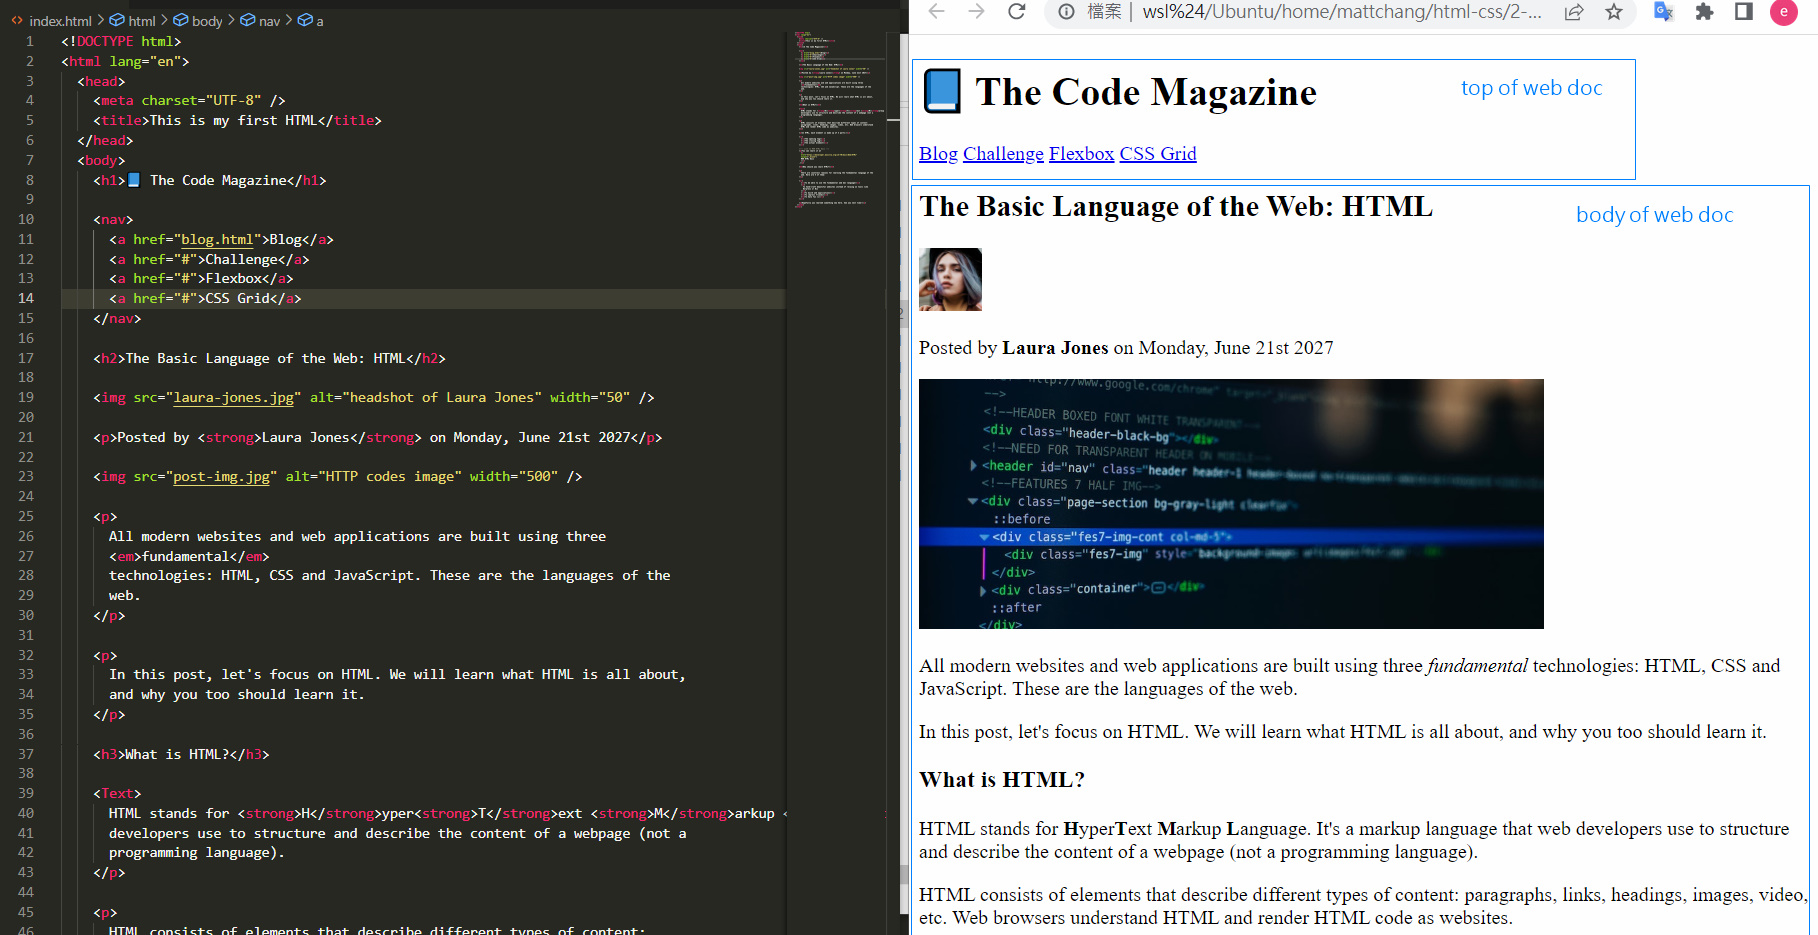 index.html > html > body > nav > a
1 <!DOCTYPE html>
2 <html lang="en">
3 <head>
4 <meta charset="UTF-8" />
5 <title>This is my first HTML</title>
6 </head>
7 <body>
8 <h1>📘 The Code Magazine</h1>
9
10 <nav>
11 <a href="blog.html">Blog</a>
12 <a href="#">Challenge</a>
13 <a href="#">Flexbox</a>
14 <a href="#">CSS Grid</a>
15 </nav>
16
17 <h2>The Basic Language of the Web: HTML</h2>
18
19 <img src="laura-jones.jpg" alt="headshot of Laura Jones" width="50" />
20
21 <p>Posted by <strong>Laura Jones</strong> on Monday, June 21st 2027</p>
22
23 <img src="post-img.jpg" alt="HTTP codes image" width="500" />
24
25 <p>
26 All modern websites and web applications are built using three
27 <em>fundamental</em>
28 technologies: HTML, CSS and JavaScript. These are the languages of the
29 web.
30 </p>
31
32 <p>
33 In this post, let's focus on HTML. We will learn what HTML is all about,
34 and why you too should learn it.
35 </p>
36
37 <h3>What is HTML?</h3>
38
39 <Text>
40 HTML stands for <strong>H</strong>yper<strong>T</strong>ext <strong>M</strong>arkup <
41 developers use to structure and describe the content of a webpage (not a
42 programming language).
43 </p>
44
45 <p>
46 HTML consists of elements that describe different types of content:
檔案 | wsl%24/Ubuntu/home/mattchang/html-css/2-...
e
📘 The Code Magazine
top of web doc
Blog Challenge Flexbox CSS Grid
The Basic Language of the Web: HTML
body of web doc
Posted by Laura Jones on Monday, June 21st 2027
http://www.google.com/chrome" target="_blank"
-->
<!--HEADER BOXED FONT WHITE TRANSPARENT-->
<div class="header-black-bg"></div>
<!--NEED FOR TRANSPARENT HEADER ON MOBILE-->
<header id="nav" class="header header-1 header-boxed
<!--FEATURES 7 HALF IMG-->
<div class="page-section bg-gray-light clearfix">
::before
<div class="fes7-img-cont col-md-5">
<div class="fes7-img" style="background-image:
</div>
<div class="container"></div>
::after
</div>
All modern websites and web applications are built using three fundamental technologies: HTML, CSS and
JavaScript. These are the languages of the web.
In this post, let's focus on HTML. We will learn what HTML is all about, and why you too should learn it.
What is HTML?
HTML stands for HyperText Markup Language. It's a markup language that web developers use to structure
and describe the content of a webpage (not a programming language).
HTML consists of elements that describe different types of content: paragraphs, links, headings, images, video,
etc. Web browsers understand HTML and render HTML code as websites.